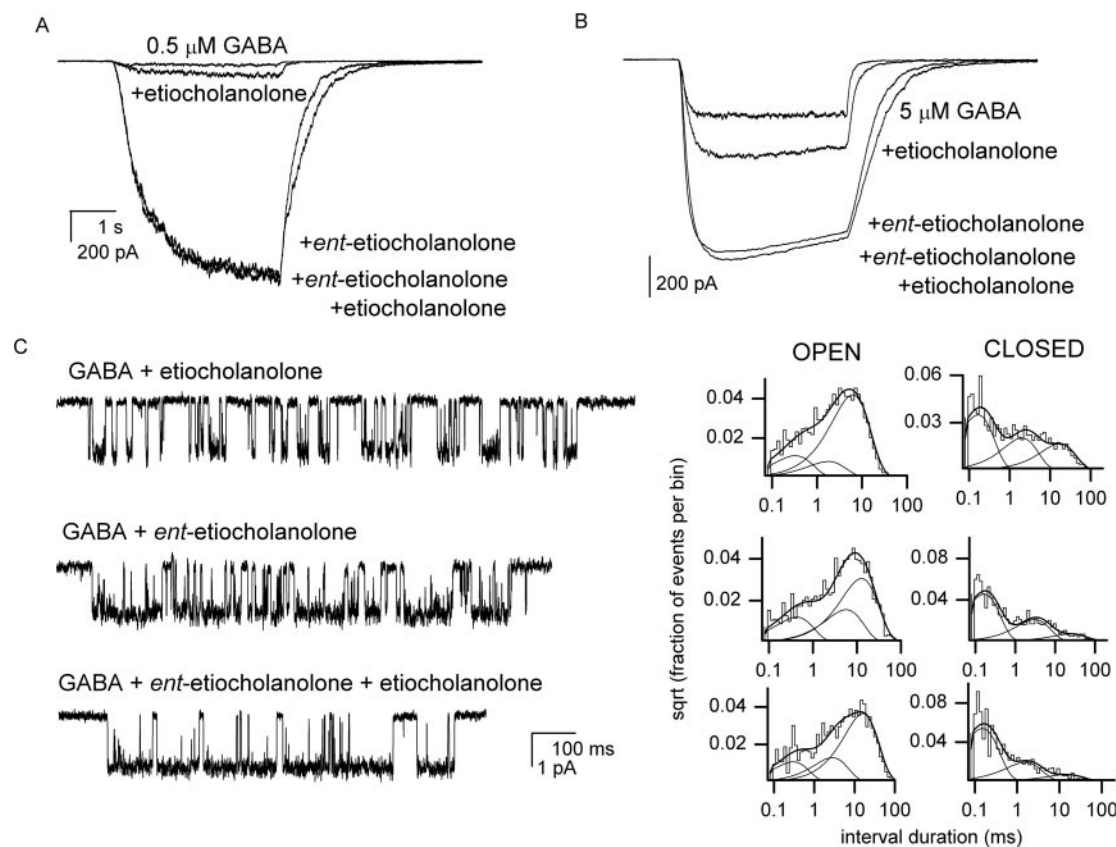 A
0.5 μM GABA
+etiocholanolone
1 s
200 pA
+ent-etiocholanolone
+ent-etiocholanolone
+etiocholanolone
B
5 μM GABA
+etiocholanolone
+ent-etiocholanolone
+ent-etiocholanolone
+etiocholanolone
200 pA
C
GABA + etiocholanolone
GABA + ent-etiocholanolone
GABA + ent-etiocholanolone + etiocholanolone
100 ms
1 pA
OPEN
CLOSED
sqrt (fraction of events per bin)
0.04
0.02
0.1 1 10 100
0.06
0.03
0.1 1 10 100
0.04
0.02
0.1 1 10 100
0.08
0.04
0.1 1 10 100
0.04
0.02
0.1 1 10 100
0.08
0.04
0.1 1 10 100
interval duration (ms)